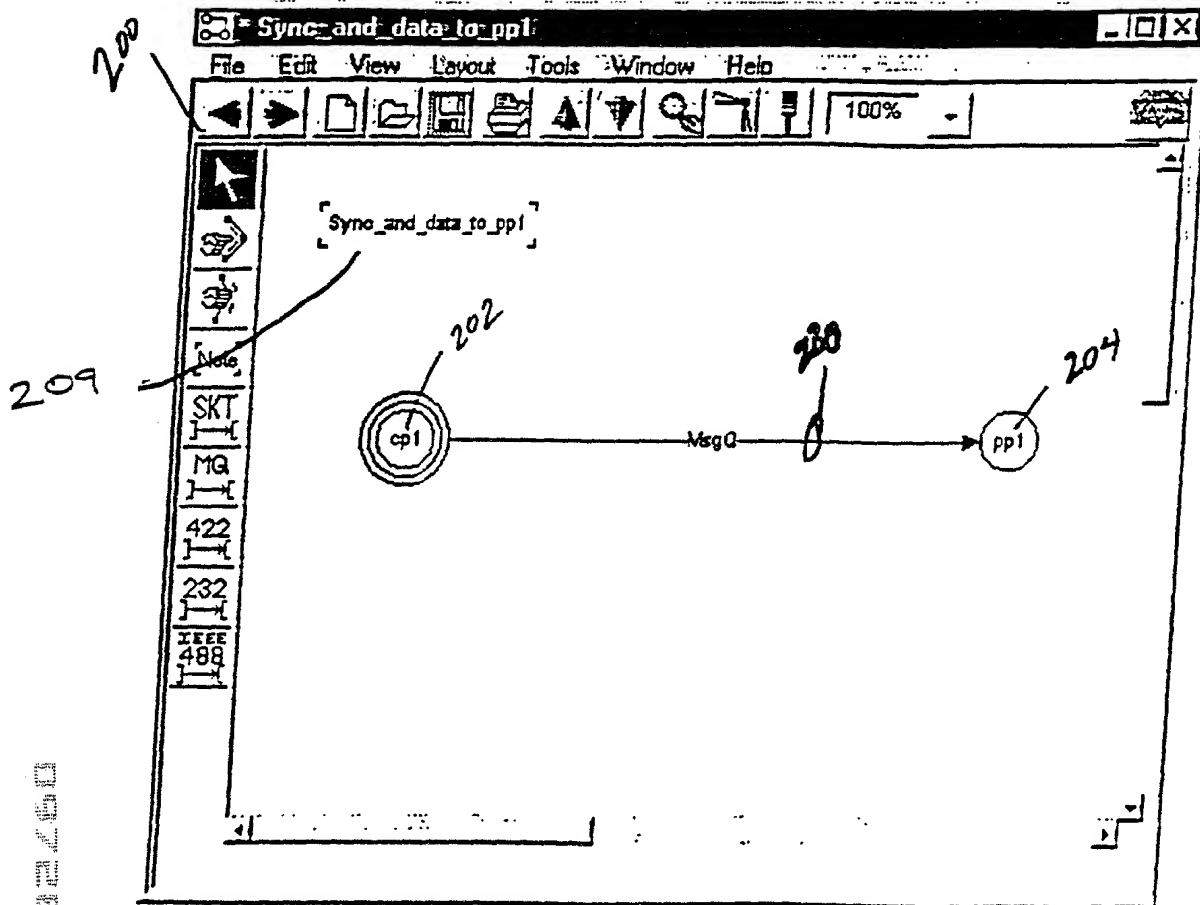 Sync_and_data_to_pp1
200
File Edit View Layout Tools Window Help
100%
Sync_and_data_to_pp1
202
204
209
Note
SKT
cp1
MsgQ
pp1
MQ
422
232
IEEE
488